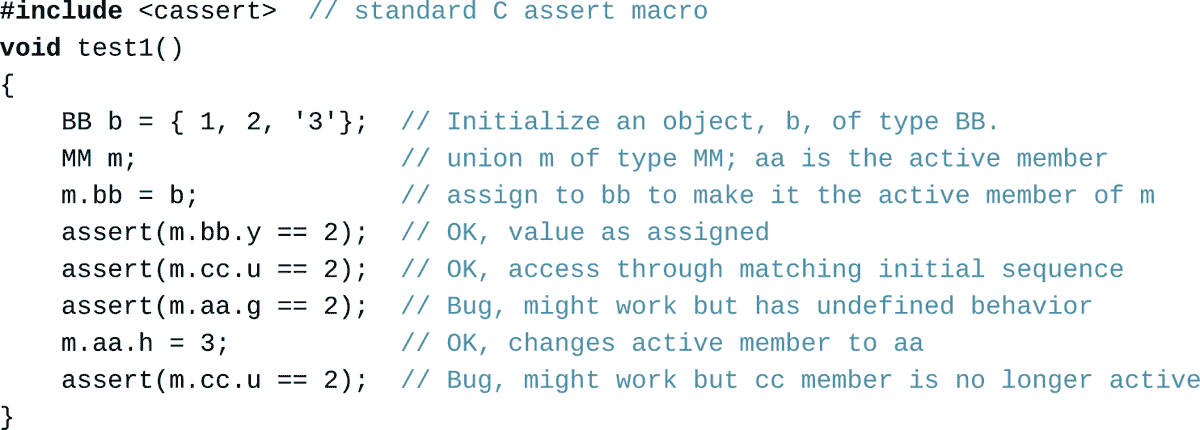 #include <cassert>  // standard C assert macro
void test1()
{
    BB b = { 1, 2, '3'};  // Initialize an object, b, of type BB.
    MM m;                 // union m of type MM; aa is the active member
    m.bb = b;             // assign to bb to make it the active member of m
    assert(m.bb.y == 2);  // OK, value as assigned
    assert(m.cc.u == 2);  // OK, access through matching initial sequence
    assert(m.aa.g == 2);  // Bug, might work but has undefined behavior
    m.aa.h = 3;           // OK, changes active member to aa
    assert(m.cc.u == 2);  // Bug, might work but cc member is no longer active
}